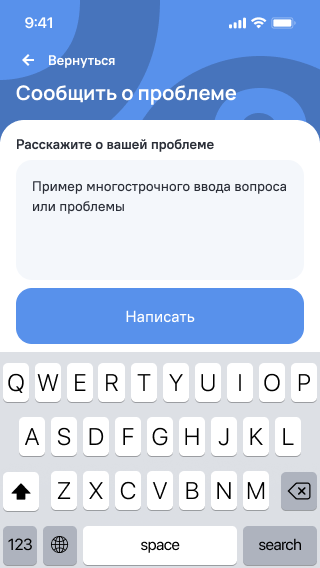 9:41
Вернуться
Сообщить о проблеме
Расскажите о вашей проблеме
Пример многострочного ввода вопроса
или проблемы
Написать
Q W E R T Y U I O P
A S D F G H J K L
Z X C V B N M
123 space search